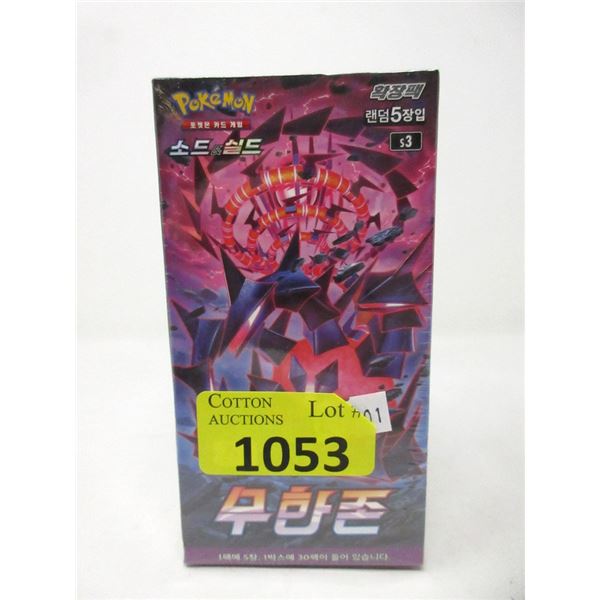 POKéMON
포켓몬 카드 게임
소드&실드
확장팩
랜덤5장입
s3
COTTON AUCTIONS
Lot #01
1053
무한존
1팩에 5장, 1박스에 30팩이 들어 있습니다.